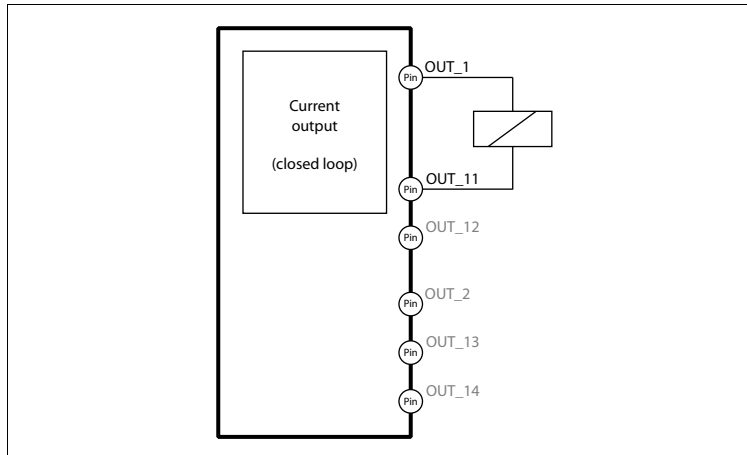 Current
output
(closed loop)
Pin
OUT_1
Pin
OUT_11
Pin
OUT_12
Pin
OUT_2
Pin
OUT_13
Pin
OUT_14